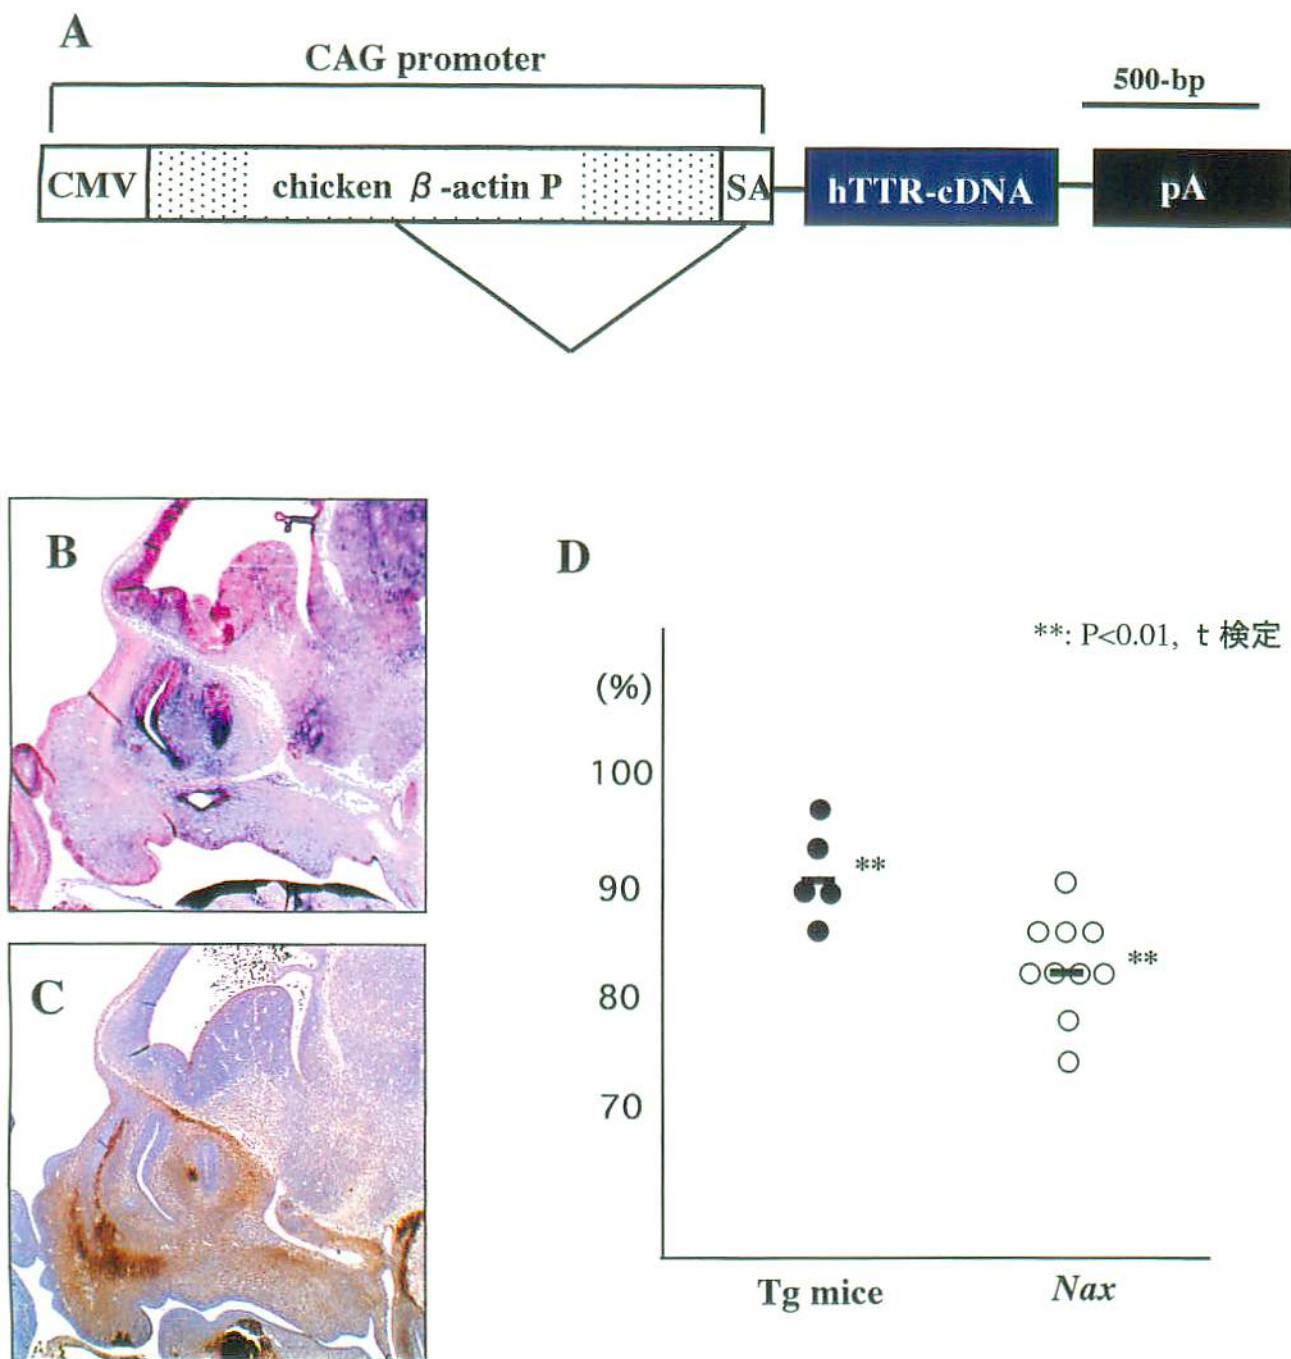 A
CAG promoter
500-bp
CMV chicken β-actin P SA hTTR-cDNA pA
B
D
**: P<0.01, t 検定
(%)
100
**
90
**
C
80
70
Tg mice Nax